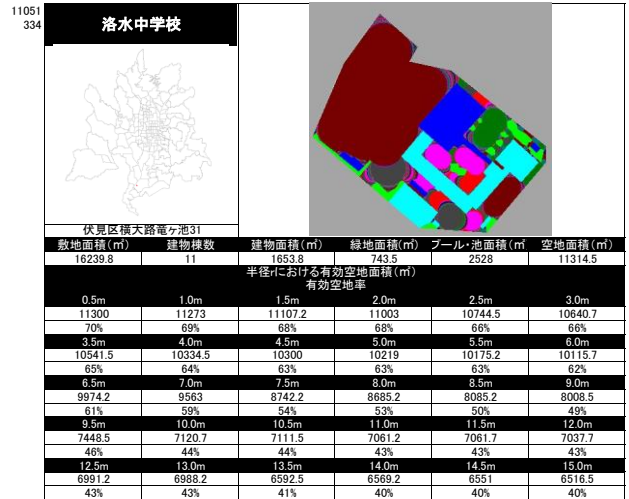 11051
334
洛水中学校
伏見区横大路竜ヶ池31
敷地面積(㎡) 建物棟数 建物面積(㎡) 緑地面積(㎡) プール・池面積(㎡) 空地面積(㎡)
16239.8 11 1653.8 743.5 2528 11314.5
半径rにおける有効空地面積(㎡)
有効空地率
0.5m 1.0m 1.5m 2.0m 2.5m 3.0m
11300 11273 11107.2 11003 10744.5 10640.7
70% 69% 68% 68% 66% 66%
3.5m 4.0m 4.5m 5.0m 5.5m 6.0m
10541.5 10334.5 10300 10219 10175.2 10115.7
65% 64% 63% 63% 63% 62%
6.5m 7.0m 7.5m 8.0m 8.5m 9.0m
9974.2 9563 8742.2 8685.2 8085.2 8008.5
61% 59% 54% 53% 50% 49%
9.5m 10.0m 10.5m 11.0m 11.5m 12.0m
7448.5 7120.7 7111.5 7061.2 7061.7 7037.7
46% 44% 44% 43% 43% 43%
12.5m 13.0m 13.5m 14.0m 14.5m 15.0m
6991.2 6988.2 6592.5 6569.2 6551 6516.5
43% 43% 41% 40% 40% 40%